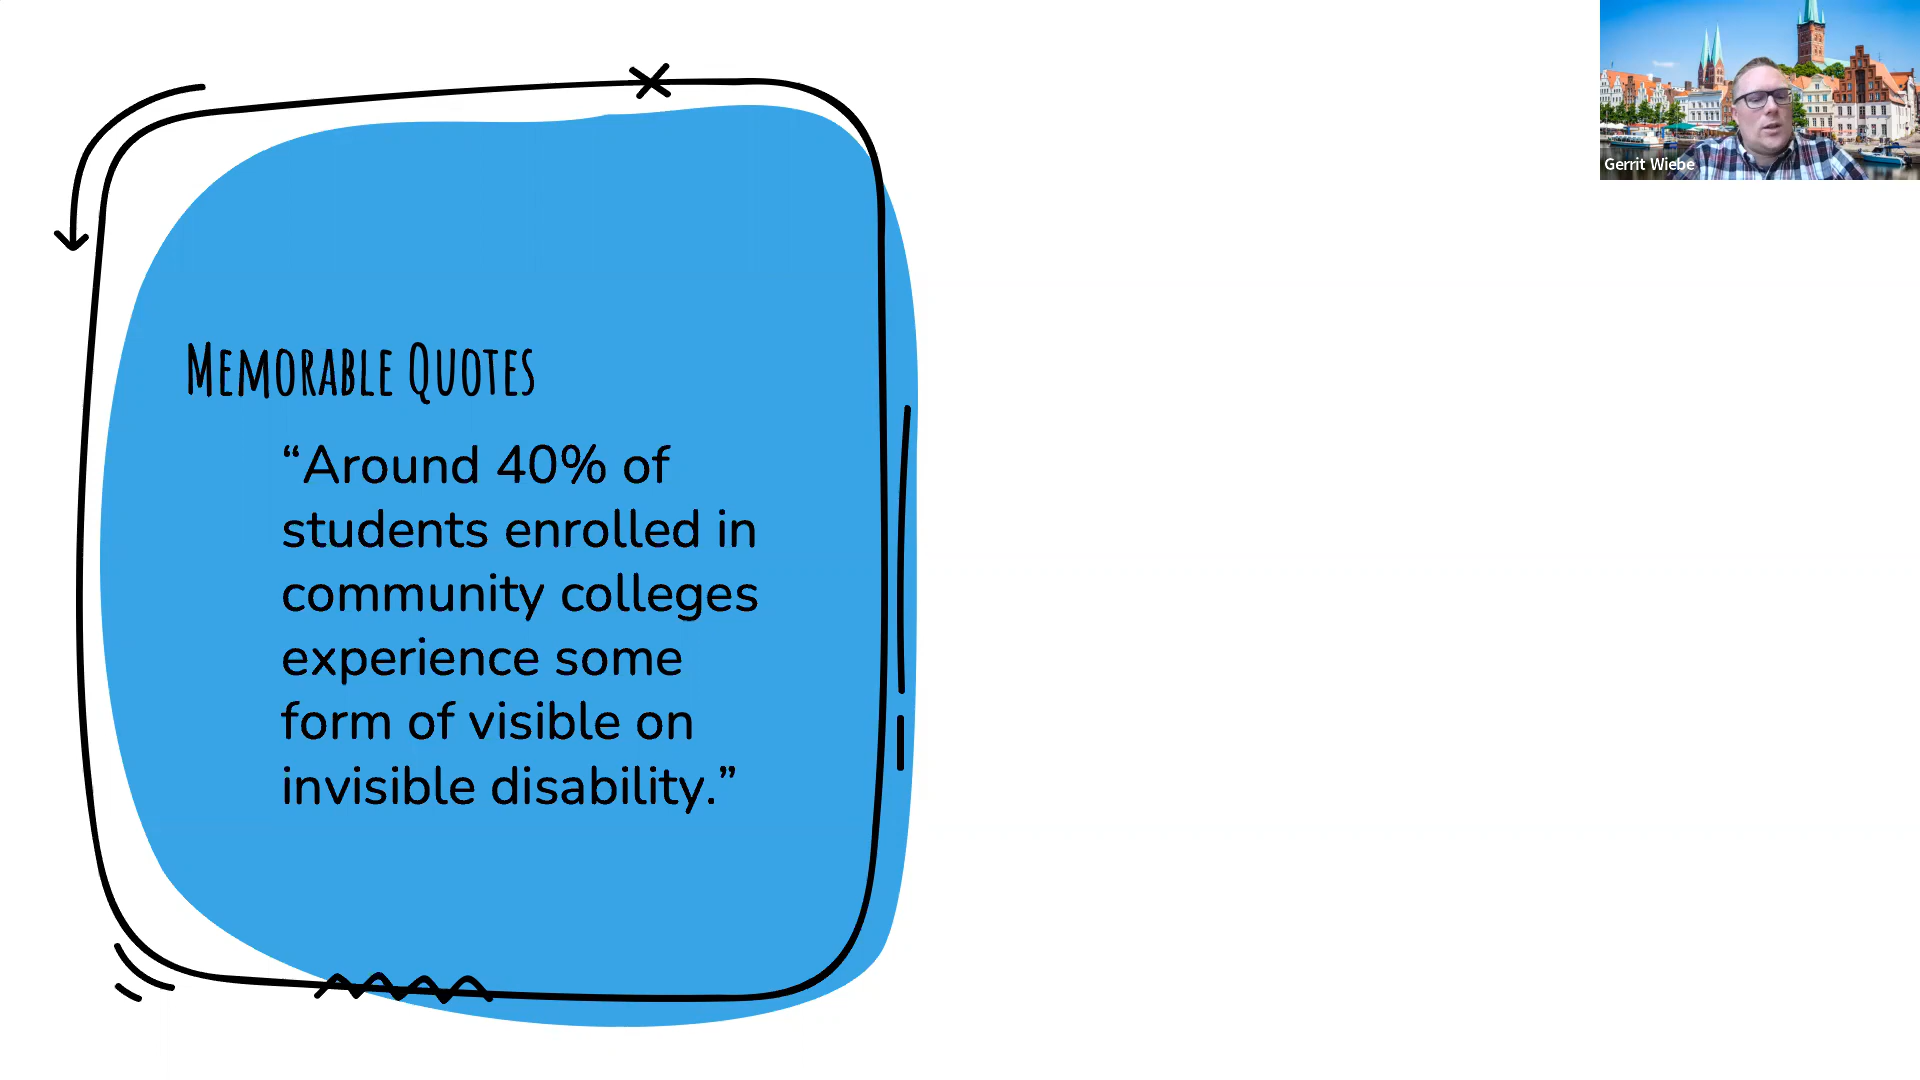 Memorable Quotes
“Around 40% of
students enrolled in
community colleges
experience some
form of visible on
invisible disability.”
Gerrit Wiebe